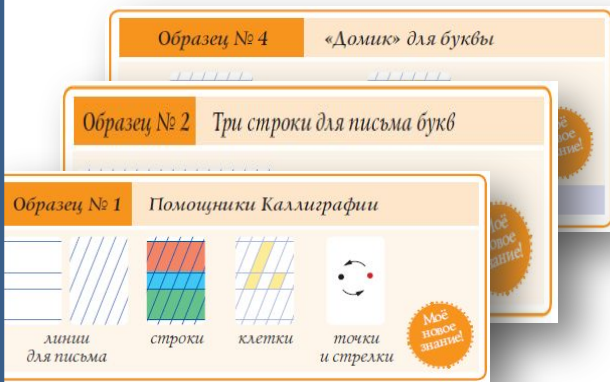 Образец № 4 «Домик» для буквы
Образец № 2 Три строки для письма букв
Образец № 1 Помощники Каллиграфии
линии
для письма
строки
клетки
точки
и стрелки
Моё
новое
знание!